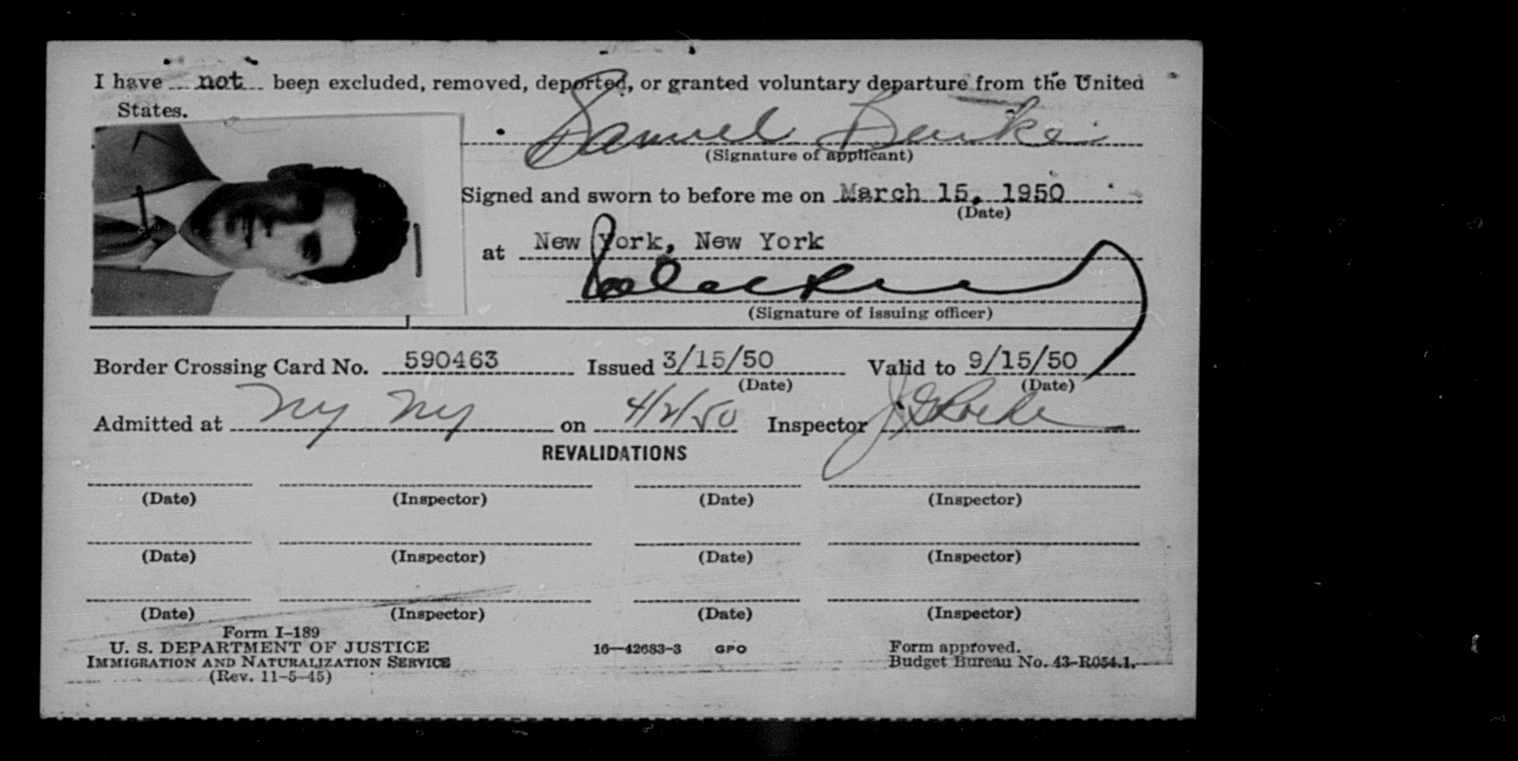 I have not been excluded, removed, deported, or granted voluntary departure from the United
States.
Samuel
(Signature of applicant)
Signed and sworn to before me on March 15, 1950
(Date)
at New York, New York
(Signature of issuing officer)
Border Crossing Card No. 590463 Issued 3/15/50 Valid to 9/15/50
(Date) (Date)
Admitted at NY NY on 4/2/50 Inspector
REVALIDATIONS
(Date) (Inspector) (Date) (Inspector)
(Date) (Inspector) (Date) (Inspector)
(Date) (Inspector) (Date) (Inspector)
Form I-189
U. S. DEPARTMENT OF JUSTICE 16—42683-3 GPO Form approved.
IMMIGRATION AND NATURALIZATION SERVICE Budget Bureau No. 43-R054.1.
(Rev. 11-5-45)